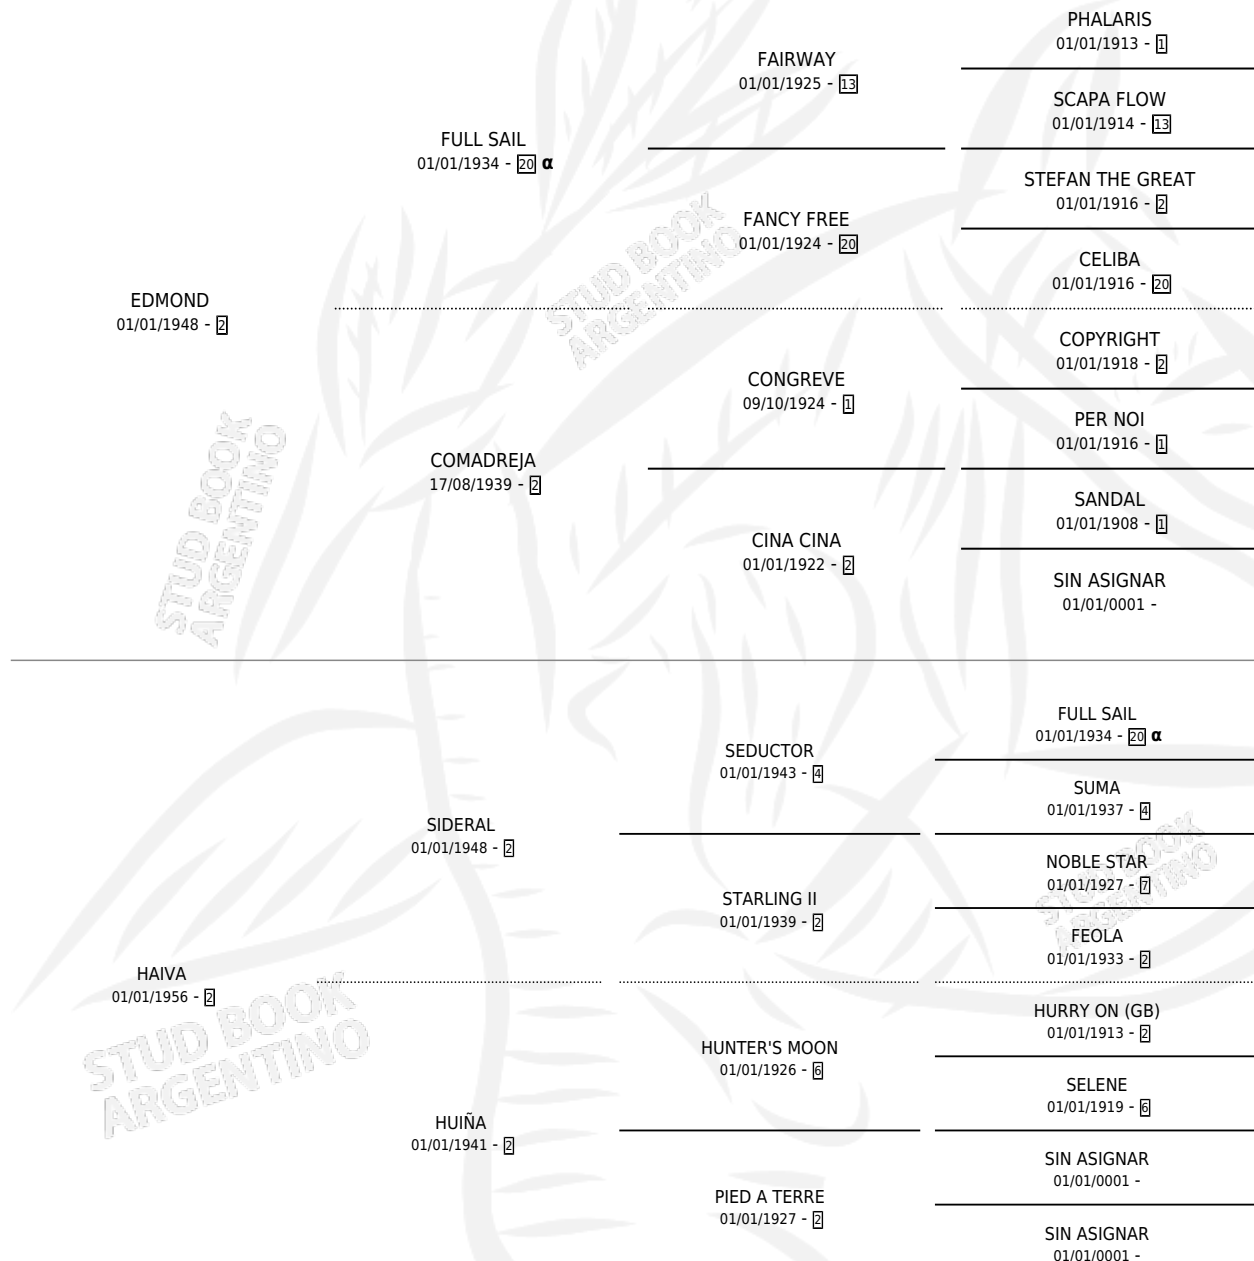 PHALARIS
01/01/1913 - 1
FAIRWAY
01/01/1925 - 13
SCAPA FLOW
01/01/1914 - 13
FULL SAIL
01/01/1934 - 20 α
STEFAN THE GREAT
01/01/1916 - 2
FANCY FREE
01/01/1924 - 20
CELIBA
01/01/1916 - 20
EDMOND
01/01/1948 - 2
COPYRIGHT
01/01/1918 - 2
CONGREVE
09/10/1924 - 1
PER NOI
01/01/1916 - 1
COMADREJA
17/08/1939 - 2
SANDAL
01/01/1908 - 1
CINA CINA
01/01/1922 - 2
SIN ASIGNAR
01/01/0001 -
FULL SAIL
01/01/1934 - 20 α
SEDUCTOR
01/01/1943 - 4
SUMA
01/01/1937 - 4
SIDERAL
01/01/1948 - 2
NOBLE STAR
01/01/1927 - 7
STARLING II
01/01/1939 - 2
FEOLA
01/01/1933 - 2
HAIVA
01/01/1956 - 2
HURRY ON (GB)
01/01/1913 - 2
HUNTER'S MOON
01/01/1926 - 6
SELENE
01/01/1919 - 6
HUIÑA
01/01/1941 - 2
SIN ASIGNAR
01/01/0001 -
PIED A TERRE
01/01/1927 - 2
SIN ASIGNAR
01/01/0001 -
STUD BOOK
ARGENTINO
STUD BOOK
ARGENTINO
STUD BOOK
ARGENTINO
STUD BOOK
ARGENTINO